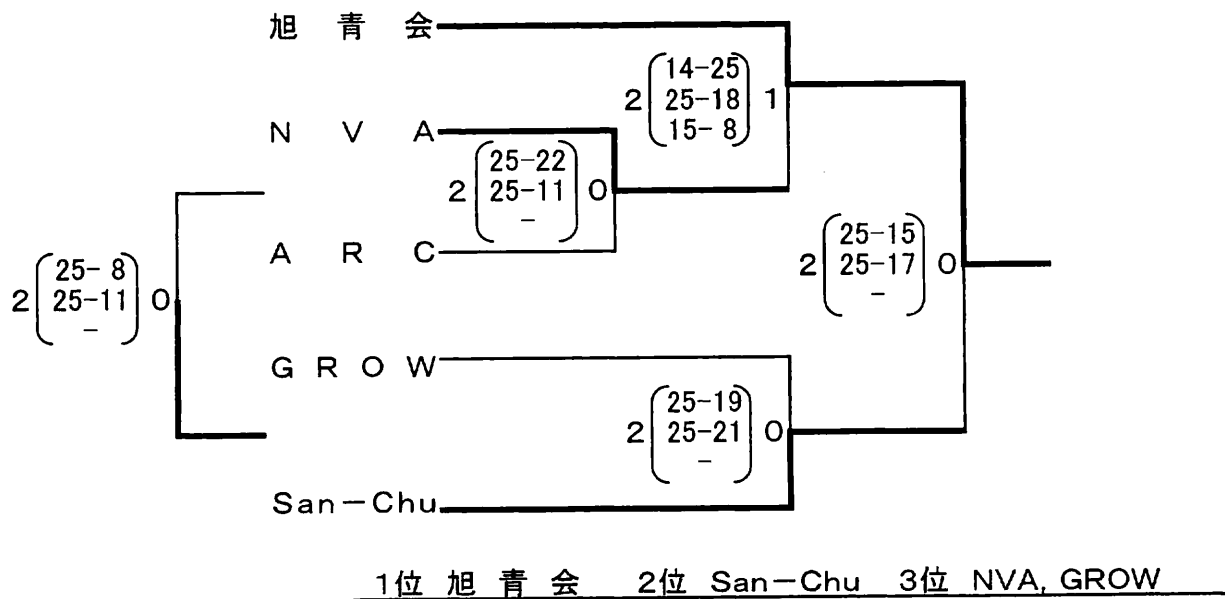 旭 青 会
2 14-25 1
25-18
15- 8
N V A
2 25-22 0
25-11
-
A R C
2 25- 8 0
25-11
-
2 25-15 0
25-17
-
G R O W
2 25-19 0
25-21
-
San-Chu
1位 旭 青 会 2位 San-Chu 3位 NVA, GROW